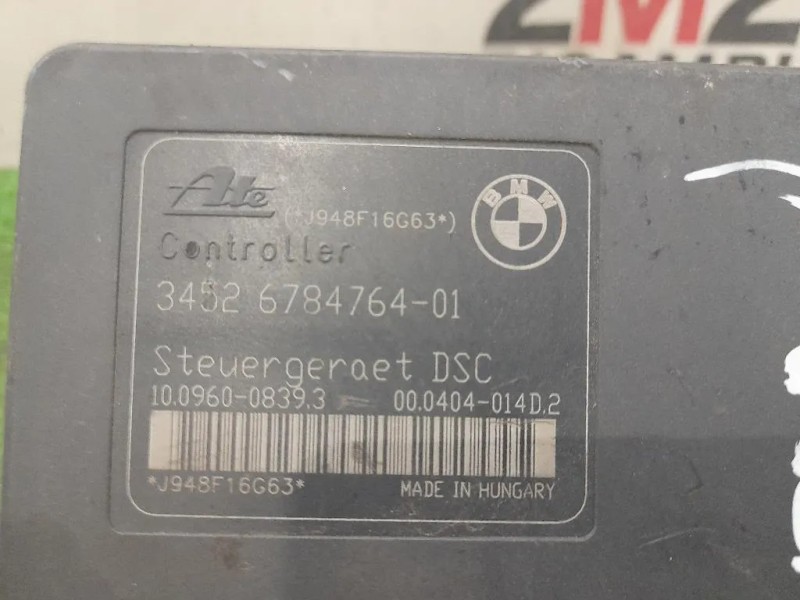 2M2
Ate
(*J948F16G63*)
BMW
Controller
3452 6784764-01
Steuergeraet DSC
10.0960-0839.3 00.0404-014D.2
*J948F16G63*
MADE IN HUNGARY